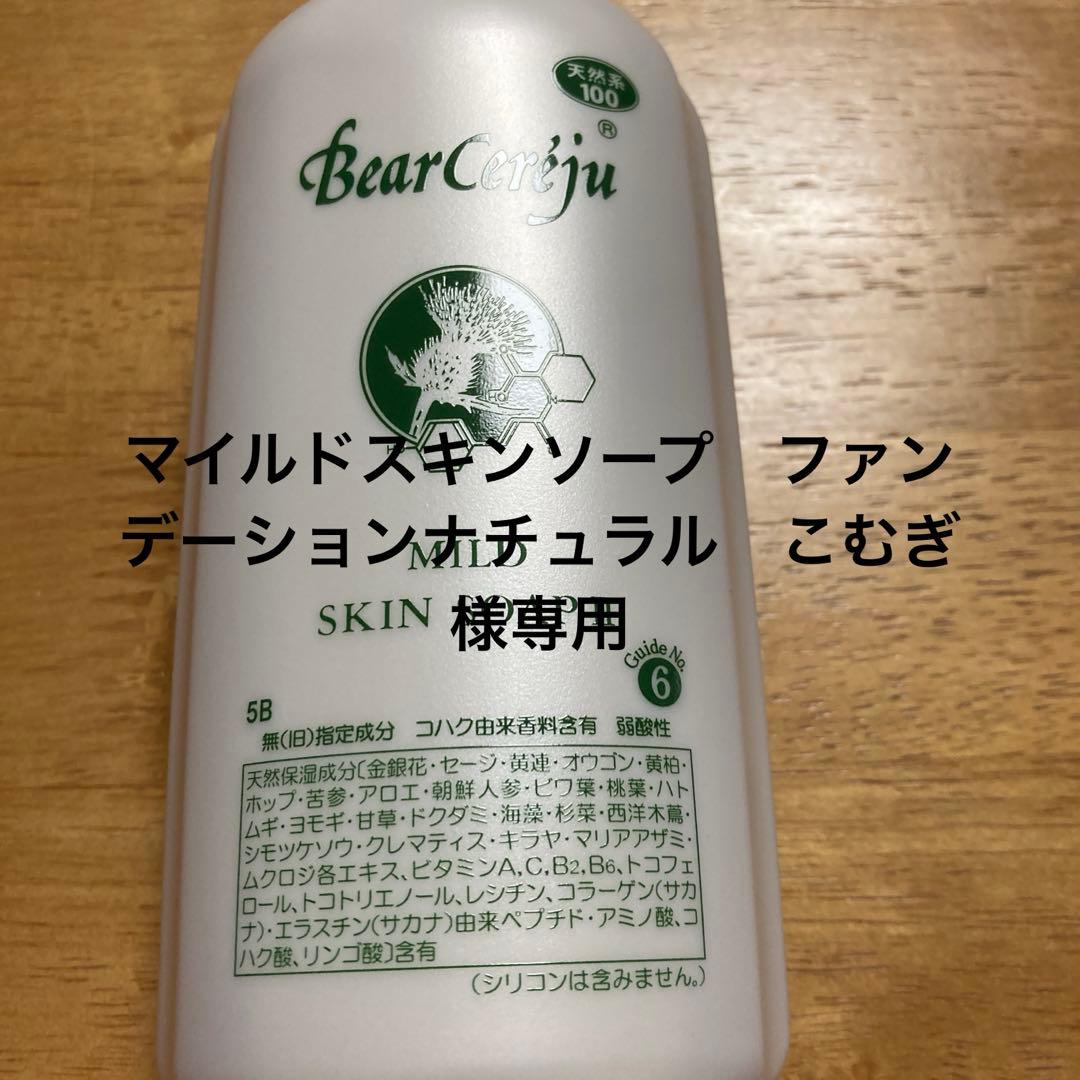 天然系
100
BearCeréju®
マイルドスキンソープ　ファン
デーションナチュラル　こむぎ
様専用
MILD
SKIN SOAP
Guide No.
6
5B
無(旧)指定成分　コハク由来香料含有　弱酸性
天然保湿成分〔金銀花・セージ・黄連・オウゴン・黄柏・
ホップ・苦参・アロエ・朝鮮人参・ビワ葉・桃葉・ハト
ムギ・ヨモギ・甘草・ドクダミ・海藻・杉菜・西洋木蔦・
シモツケソウ・クレマティス・キラヤ・マリアアザミ・
ムクロジ各エキス、ビタミンA,C,B2,B6、トコフェ
ロール、トコトリエノール、レシチン、コラーゲン(サカ
ナ)・エラスチン(サカナ)由来ペプチド・アミノ酸、コ
ハク酸、リンゴ酸〕含有
(シリコンは含みません。)